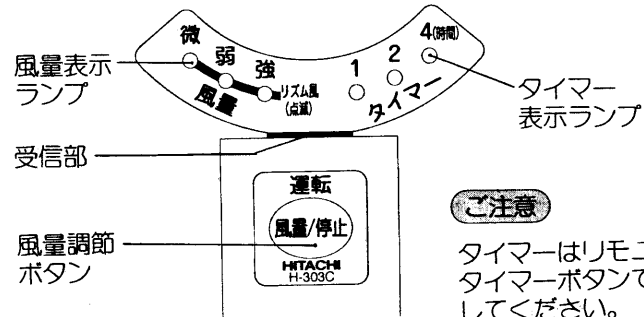 微
弱
強
リズム風
(点滅)
風量
1
2
4(時間)
タイマー
風量表示
ランプ
タイマー
表示ランプ
受信部
運転
風量/停止
HITACHI
H-303C
風量調節
ボタン
ご注意
タイマーはリモコ
タイマーボタンで
してください。